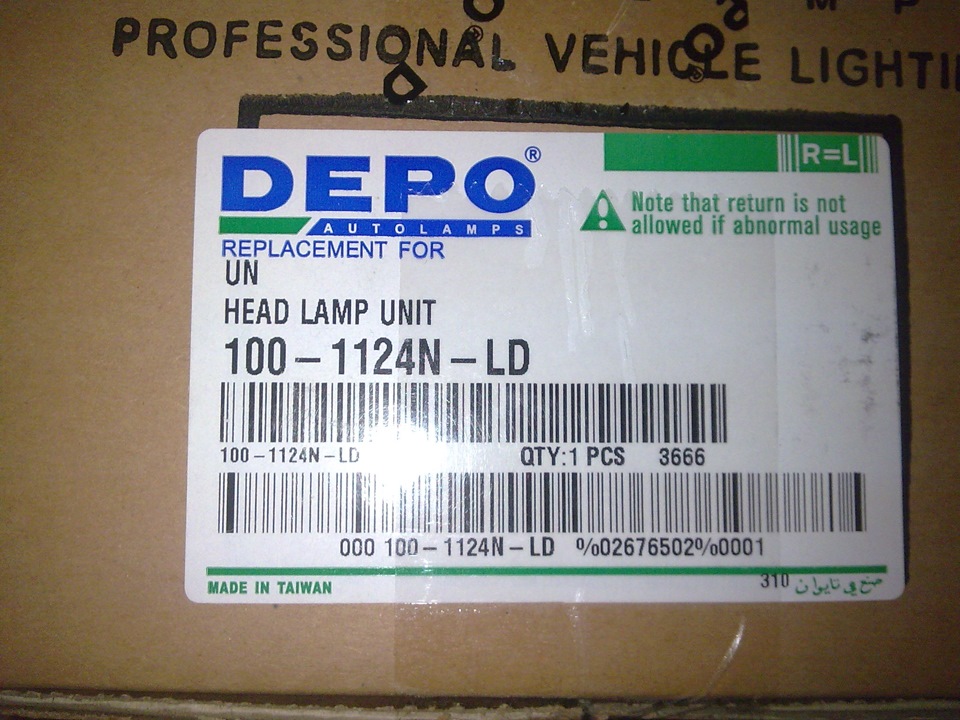 PROFESSIONAL VEHICLE LIGHTI
DEPO®
AUTOLAMPS
R=L
Note that return is not
allowed if abnormal usage
REPLACEMENT FOR
UN
HEAD LAMP UNIT
100-1124N-LD
100-1124N-LD QTY:1 PCS 3666
000 100-1124N-LD %02676502%0001
MADE IN TAIWAN 310 صنع في تايوان